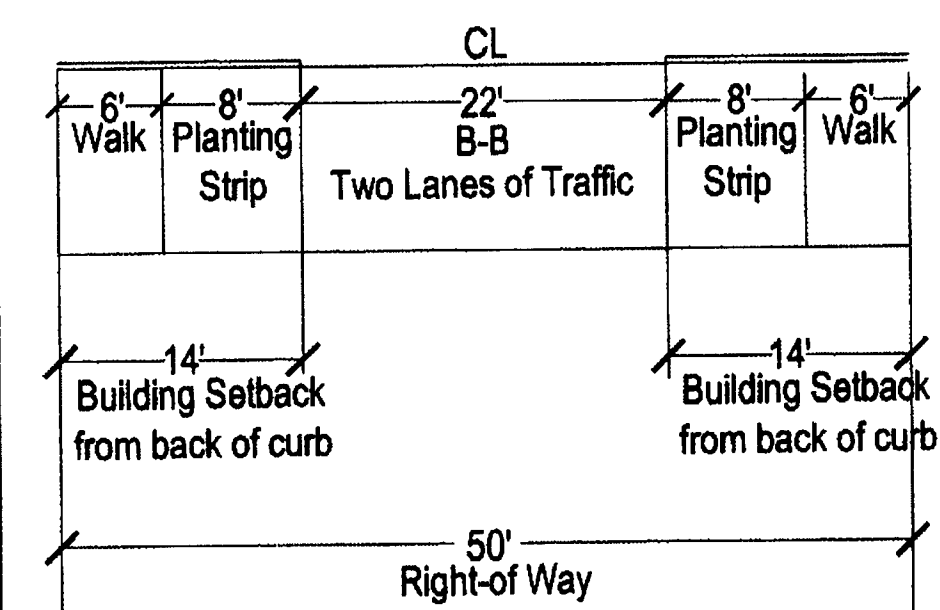 CL
6'
Walk
8'
Planting
Strip
22'
B-B
Two Lanes of Traffic
8'
Planting
Strip
6'
Walk
14'
Building Setback
from back of curb
14'
Building Setback
from back of curb
50'
Right-of Way